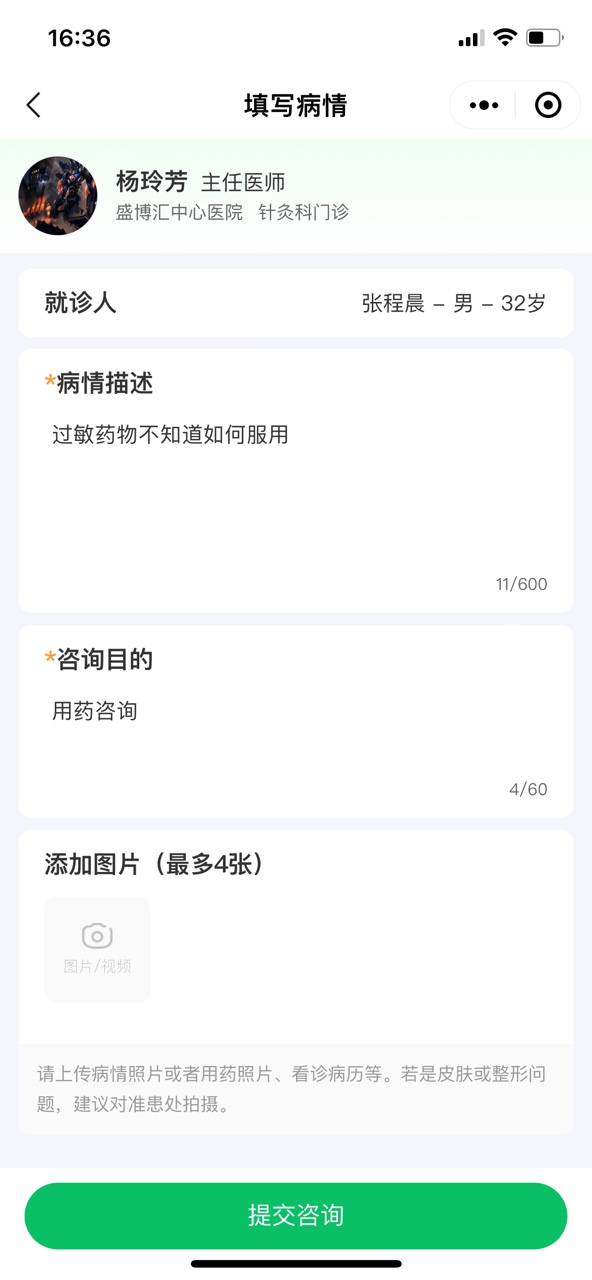 16:36
填写病情
杨玲芳 主任医师
盛博汇中心医院 针灸科门诊
就诊人 张程晨 – 男 – 32岁
*病情描述
过敏药物不知道如何服用
11/600
*咨询目的
用药咨询
4/60
添加图片（最多4张）
图片/视频
请上传病情照片或者用药照片、看诊病历等。若是皮肤或整形问
题，建议对准患处拍摄。
提交咨询